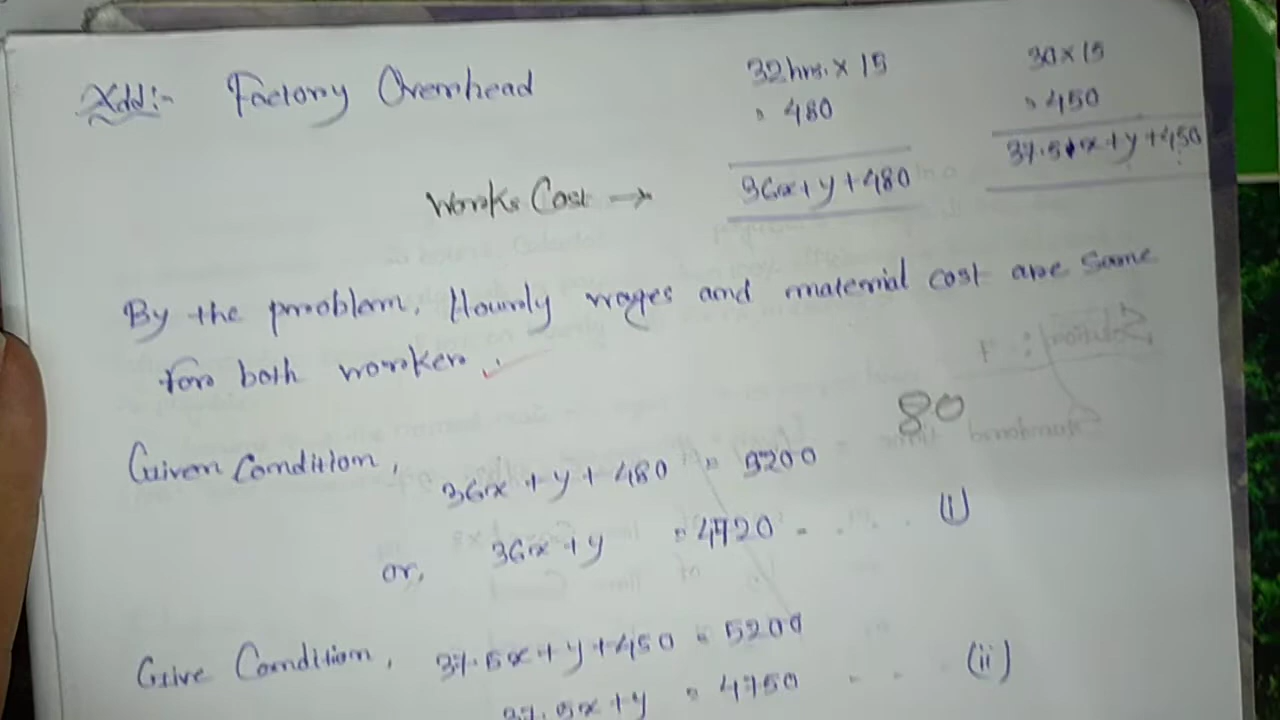 Add:- Factory Overhead 32hrs. × 15 30×15
= 480 = 450
Works Cost → 36x+y+480 37.5x+y+450
By the problem, Hourly wages and material cost are same
for both worker.
80
Given Condition, 36x + y + 480 = 5200
or, 36x + y = 4720 - . . . (i)
Give Condition, 37.5x+y+450 = 5200
37.5x+y = 4750 - - (ii)